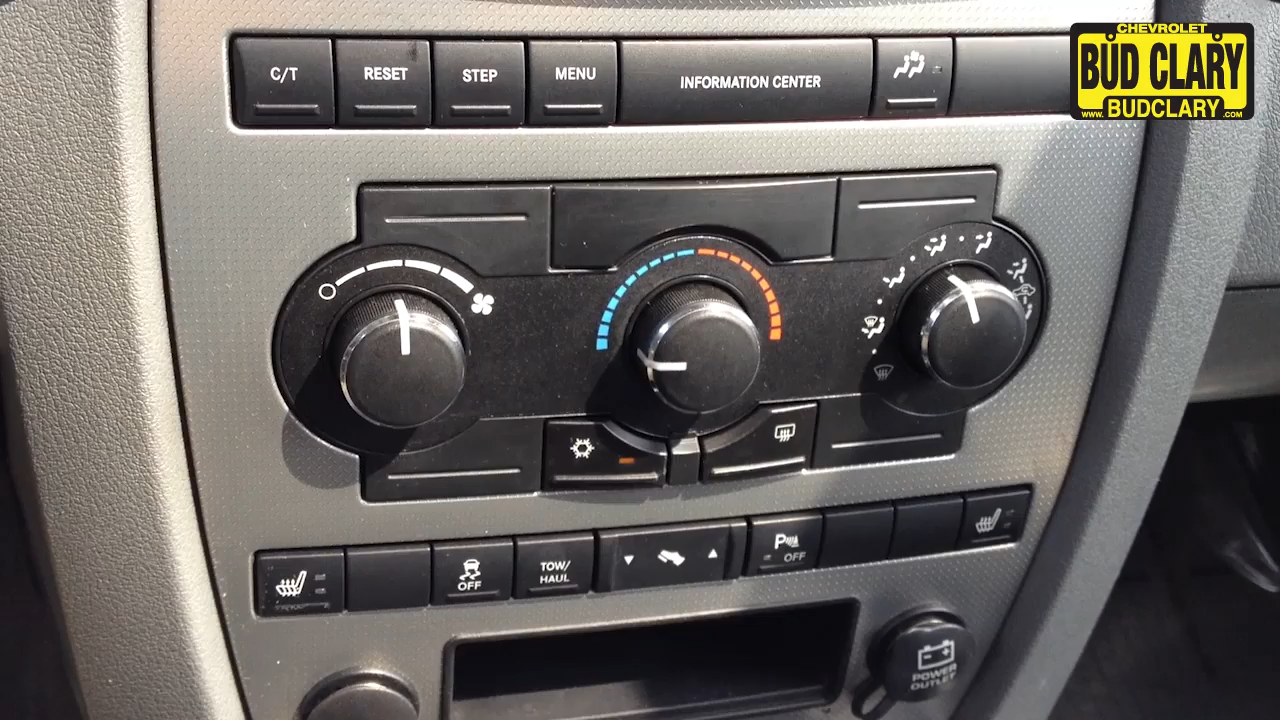 CHEVROLET
BUD CLARY
www.BUDCLARY.com
C/T
RESET
STEP
MENU
INFORMATION CENTER
OFF
TOW/
HAUL
P
OFF
POWER
OUTLET